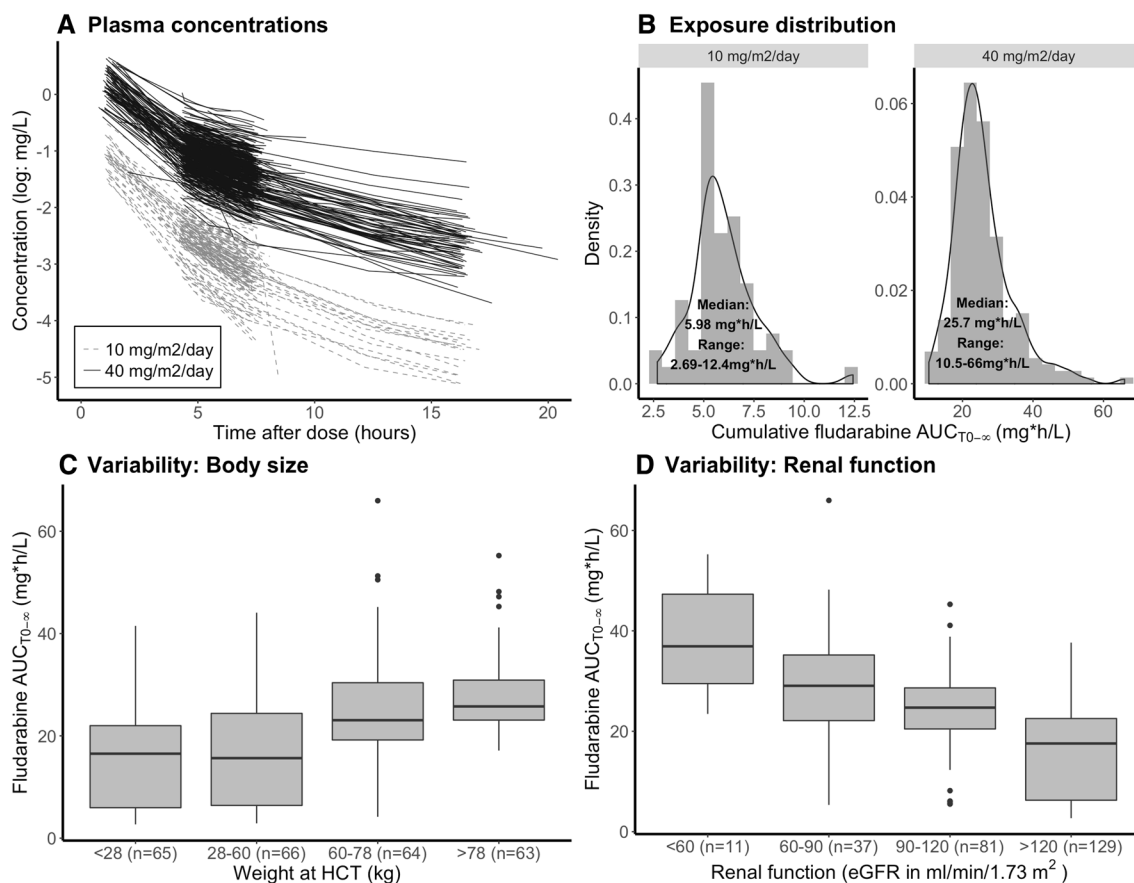 A Plasma concentrations
Concentration (log: mg/L)
0
-1
-2
-3
-4
-5
10 mg/m2/day
40 mg/m2/day
0 5 10 15 20
Time after dose (hours)
B Exposure distribution
10 mg/m2/day
40 mg/m2/day
Density
0.4
0.3
0.2
0.1
0.0
Median:
5.98 mg*h/L
Range:
2.69-12.4mg*h/L
2.5 5.0 7.5 10.0 12.5
0.06
0.04
0.02
0.00
Median:
25.7 mg*h/L
Range:
10.5-66mg*h/L
20 40 60
Cumulative fludarabine AUCT0−∞ (mg*h/L)
C Variability: Body size
Fludarabine AUCT0−∞ (mg*h/L)
60
40
20
0
<28 (n=65) 28-60 (n=66) 60-78 (n=64) >78 (n=63)
Weight at HCT (kg)
D Variability: Renal function
Fludarabine AUCT0−∞ (mg*h/L)
60
40
20
0
<60 (n=11) 60-90 (n=37) 90-120 (n=81) >120 (n=129)
Renal function (eGFR in ml/min/1.73 m²)